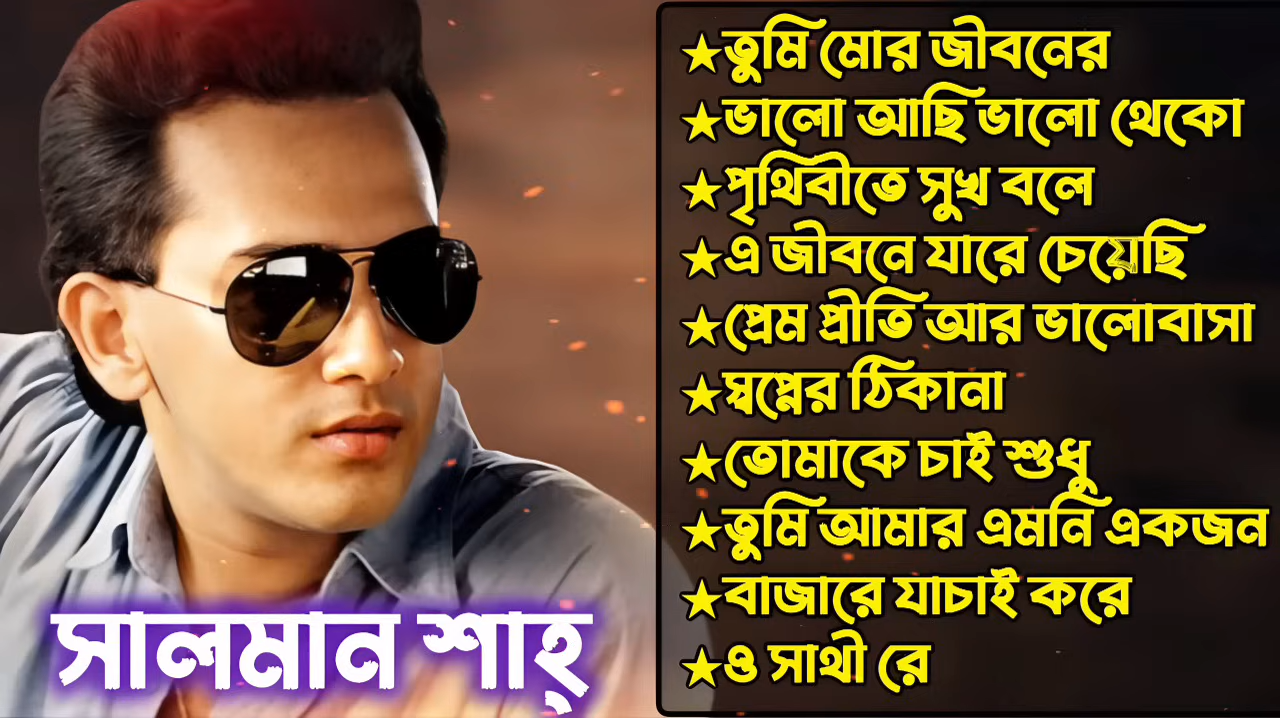 ★তুমি মোর জীবনের
★ভালো আছি ভালো থেকো
★পৃথিবীতে সুখ বলে
★এ জীবনে যারে চেয়েছি
★প্রেম প্রীতি আর ভালোবাসা
★স্বপ্নের ঠিকানা
★তোমাকে চাই শুধু
★তুমি আমার এমনি একজন
★বাজারে যাচাই করে
★ও সাথী রে
সালমান শাহ্